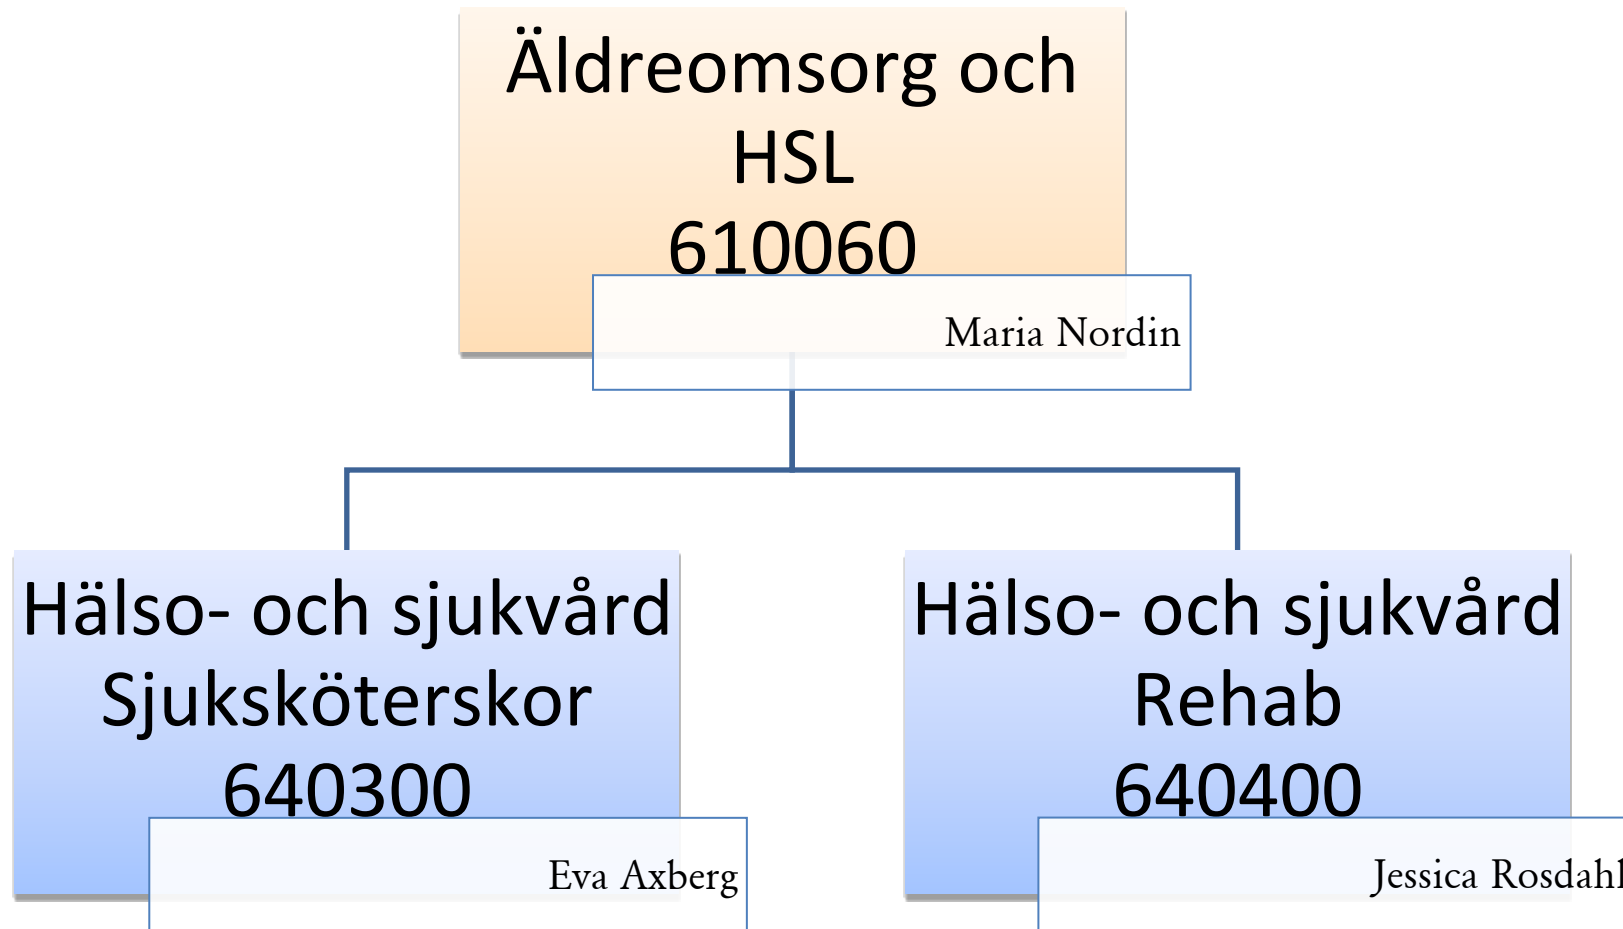 Äldreomsorg och
HSL
610060
Maria Nordin
Hälso- och sjukvård
Sjuksköterskor
640300
Eva Axberg
Hälso- och sjukvård
Rehab
640400
Jessica Rosdahl